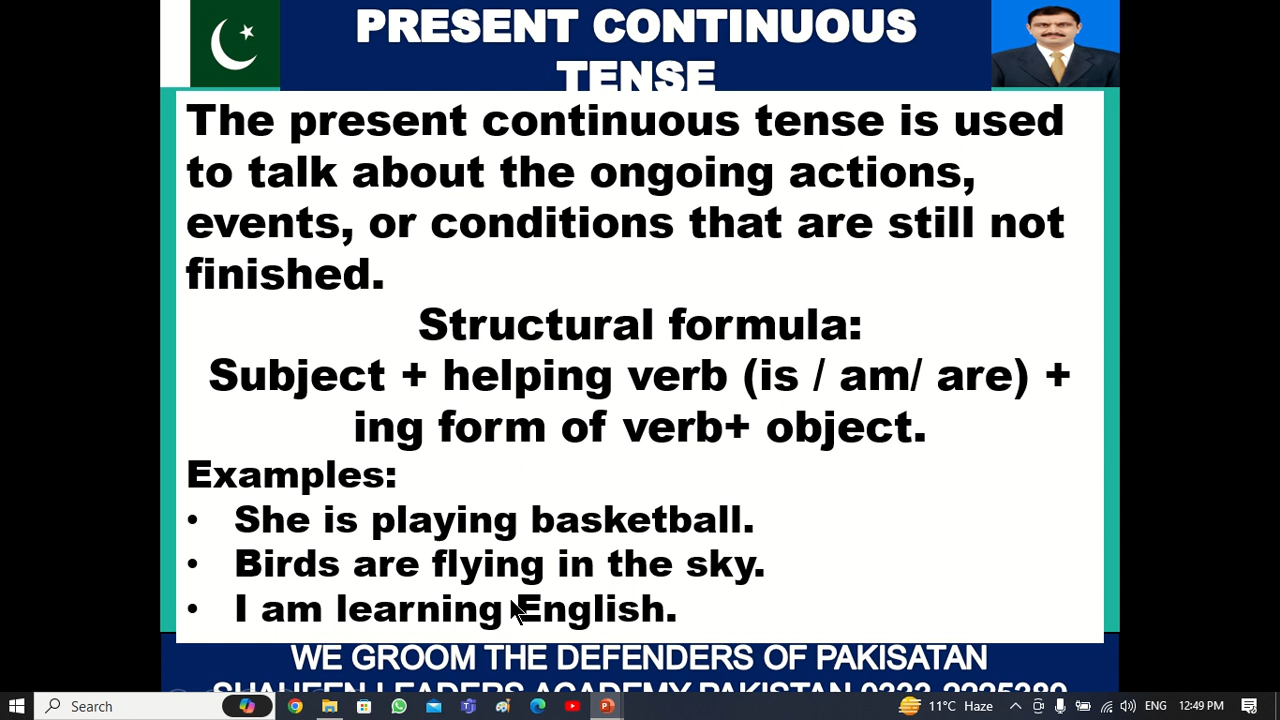 PRESENT CONTINUOUS
TENSE
The present continuous tense is used
to talk about the ongoing actions,
events, or conditions that are still not
finished.
Structural formula:
Subject + helping verb (is / am/ are) +
ing form of verb+ object.
Examples:
• She is playing basketball.
• Birds are flying in the sky.
• I am learning English.
WE GROOM THE DEFENDERS OF PAKISATAN
SHAHEEN LEADERS ACADEMY PAKISTAN
Search
11°C Haze
ENG
12:49 PM